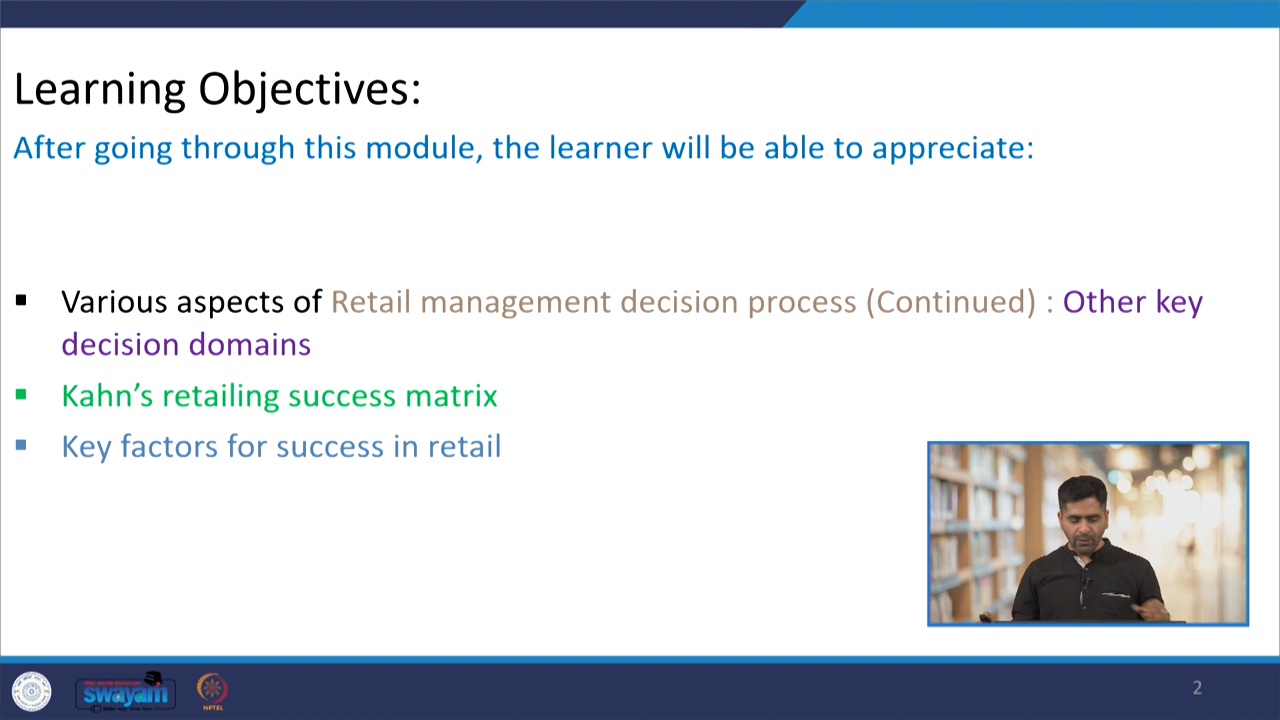 Learning Objectives:
After going through this module, the learner will be able to appreciate:
▪ Various aspects of Retail management decision process (Continued) : Other key
decision domains
▪ Kahn’s retailing success matrix
▪ Key factors for success in retail
swayam
NPTEL
2